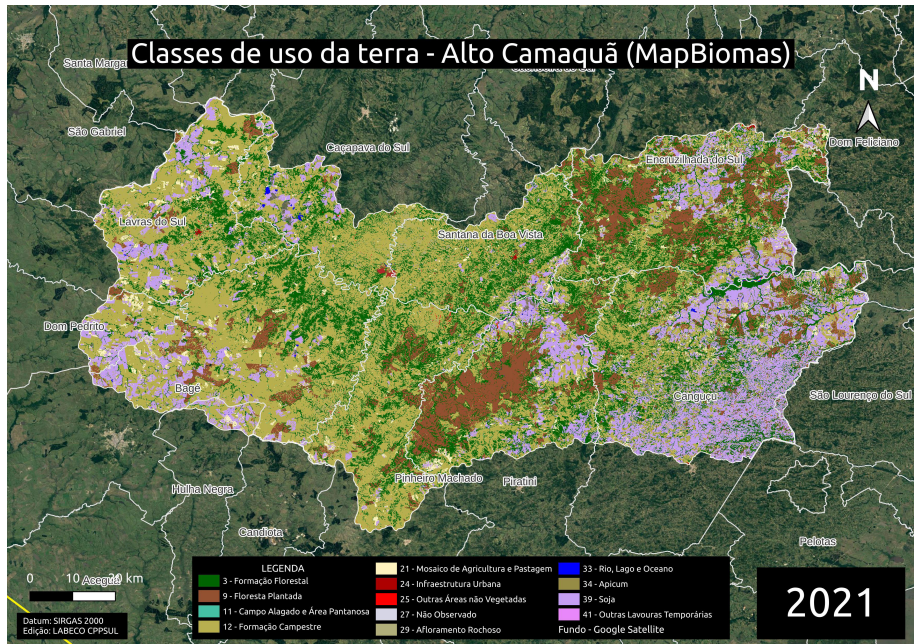 Classes de uso da terra - Alto Camaquã (MapBiomas)
Santa Marga
N
São Gabriel
Caçapava do Sul
Dom Feliciano
Encruzilhada do Sul
Lavras do Sul
Santana da Boa Vista
Dom Pedrito
Bagé
Canguçu
São Lourenço do Sul
Pinheiro Machado
Piratini
Hulha Negra
Candiota
Pelotas
Aceguá
0 10 20 km
Datum: SIRGAS 2000
Edição: LABECO CPPSUL
LEGENDA
3 - Formação Florestal
9 - Floresta Plantada
11 - Campo Alagado e Área Pantanosa
12 - Formação Campestre
21 - Mosaico de Agricultura e Pastagem
24 - Infraestrutura Urbana
25 - Outras Áreas não Vegetadas
27 - Não Observado
29 - Afloramento Rochoso
33 - Rio, Lago e Oceano
34 - Apicum
39 - Soja
41 - Outras Lavouras Temporárias
Fundo - Google Satellite
2021